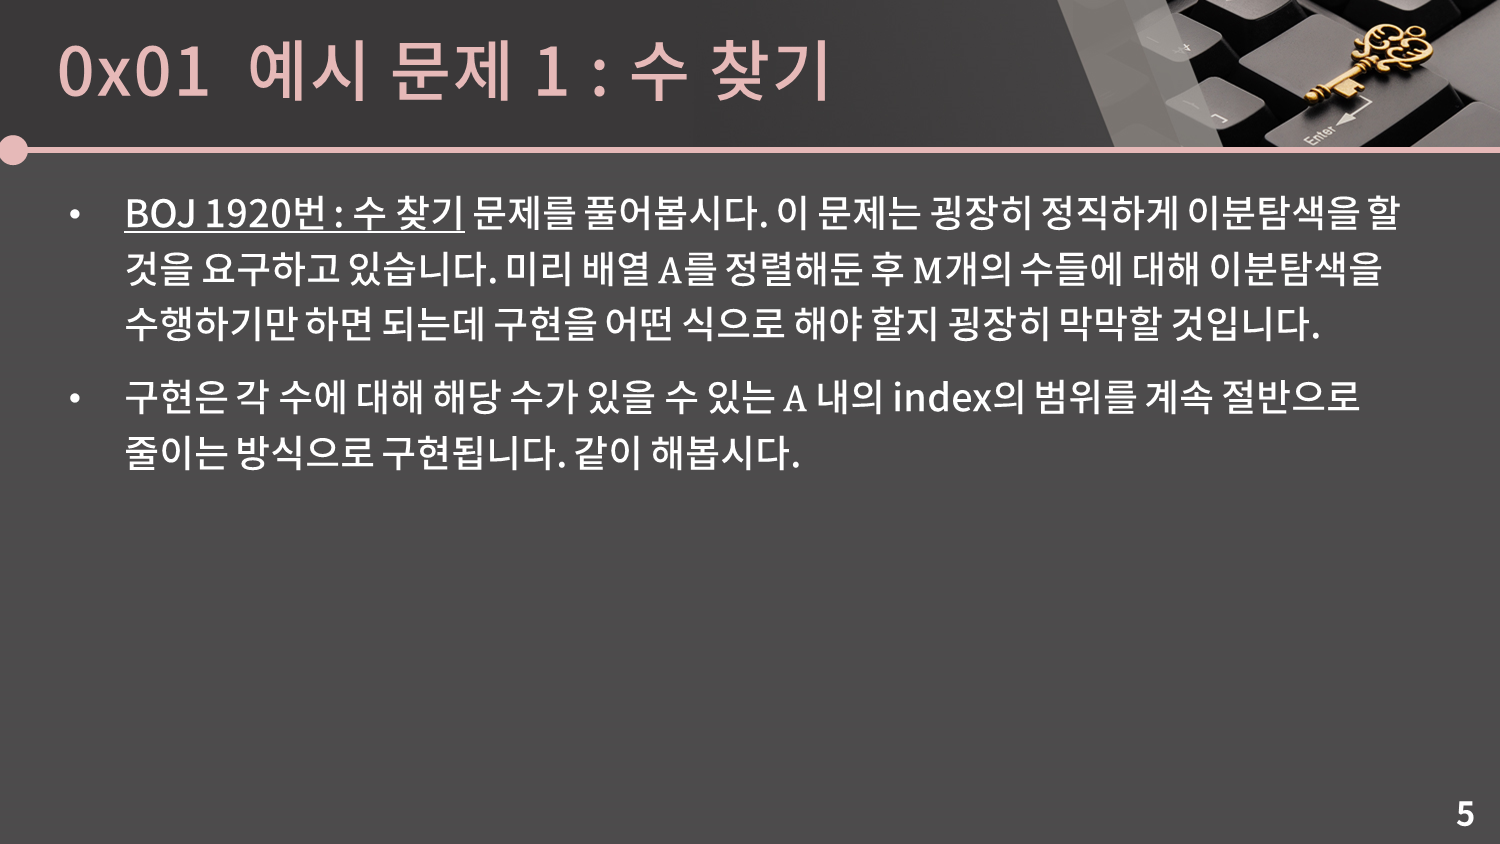 0x01 예시 문제 1 : 수 찾기
Enter
• BOJ 1920번 : 수 찾기 문제를 풀어봅시다. 이 문제는 굉장히 정직하게 이분탐색을 할
것을 요구하고 있습니다. 미리 배열 A를 정렬해둔 후 M개의 수들에 대해 이분탐색을
수행하기만 하면 되는데 구현을 어떤 식으로 해야 할지 굉장히 막막할 것입니다.
• 구현은 각 수에 대해 해당 수가 있을 수 있는 A 내의 index의 범위를 계속 절반으로
줄이는 방식으로 구현됩니다. 같이 해봅시다.
5